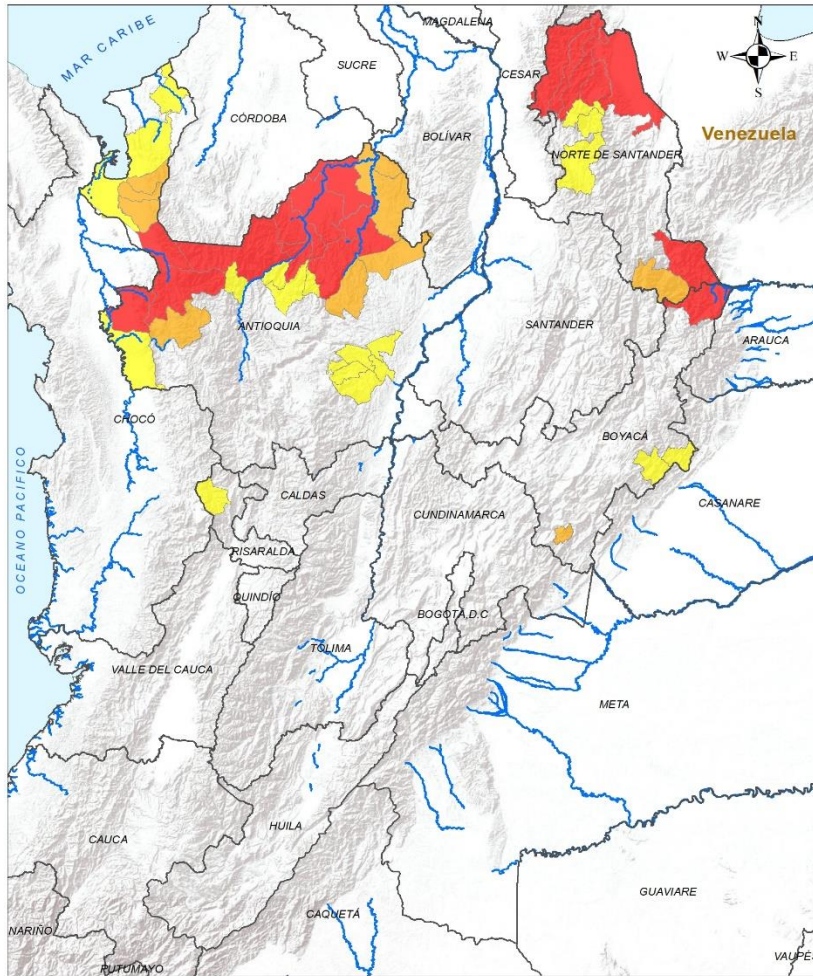 MAGDALENA
MAR CARIBE
SUCRE
CESAR
N
W E
S
CÓRDOBA
BOLÍVAR
Venezuela
NORTE DE SANTANDER
ANTIOQUIA
SANTANDER
ARAUCA
CHOCÓ
BOYACÁ
CALDAS
CUNDINAMARCA
CASANARE
OCEANO PACIFICO
RISARALDA
QUINDÍO
BOGOTÁ, D.C
TOLIMA
VALLE DEL CAUCA
META
HUILA
CAUCA
GUAVIARE
CAQUETÁ
NARIÑO
PUTUMAYO
VAUPÉS